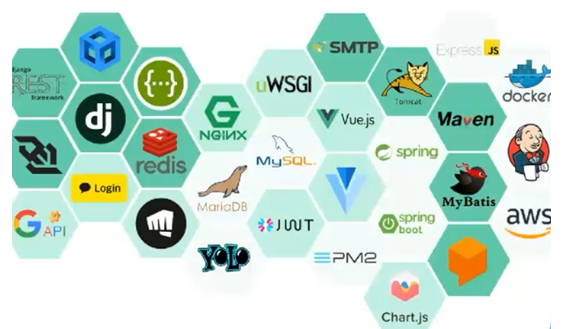 django
REST
framework
dj
{...}
Login
Google API
redis
NGINX
uWSGI
MariaDB
YOLO
SMTP
Vue.js
MySQL
JWT
PM2
Tomcat
spring
spring
boot
Chart.js
Express JS
Maven
MyBatis
docker
aws